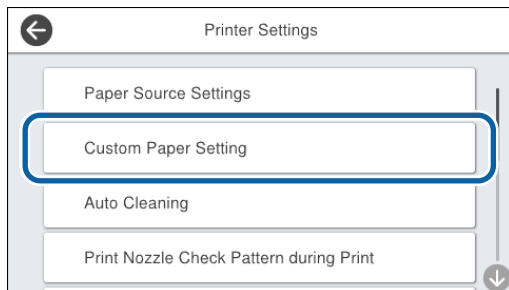 Printer Settings
Paper Source Settings
Custom Paper Setting
Auto Cleaning
Print Nozzle Check Pattern during Print